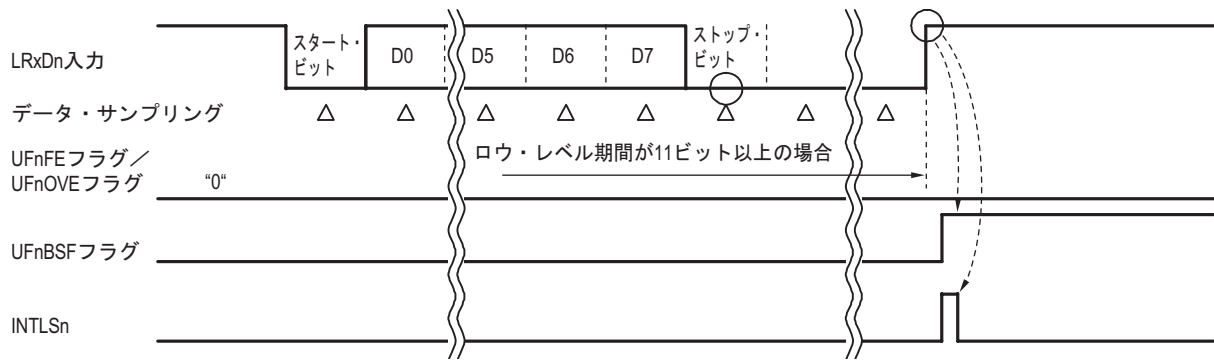 LRxDn入力
スタート・
ビット
D0
D5
D6
D7
ストップ・
ビット
データ・サンプリング
ロウ・レベル期間が11ビット以上の場合
UFnFEフラグ／
UFnOVEフラグ
“0“
UFnBSFフラグ
INTLSn